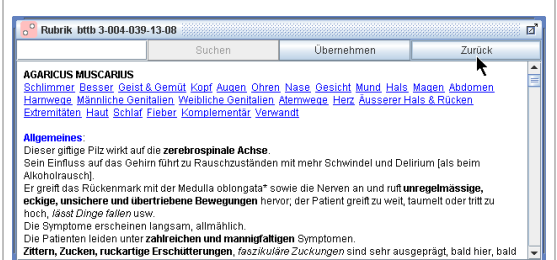 Rubrik bttb 3-004-039-13-08
Suchen Übernehmen Zurück
AGARICUS MUSCARIUS
Schlimmer Besser Geist & Gemüt Kopf Augen Ohren Nase Gesicht Mund Hals Magen Abdomen
Harnwege Männliche Genitalien Weibliche Genitalien Atemwege Herz Äusserer Hals & Rücken
Extremitäten Haut Schlaf Fieber Komplementär Verwandt
Allgemeines:
Dieser giftige Pilz wirkt auf die zerebrospinale Achse.
Sein Einfluss auf das Gehirn führt zu Rauschzuständen mit mehr Schwindel und Delirium [als beim
Alkoholrausch].
Er greift das Rückenmark mit der Medulla oblongata* sowie die Nerven an und ruft unregelmässige,
eckige, unsichere und übertriebene Bewegungen hervor; der Patient greift zu weit, taumelt oder tritt zu
hoch, lässt Dinge fallen usw.
Die Symptome erscheinen langsam, allmählich.
Die Patienten leiden unter zahlreichen und mannigfaltigen Symptomen.
Zittern, Zucken, ruckartige Erschütterungen, faszikuläre Zuckungen sind sehr ausgeprägt, bald hier, bald